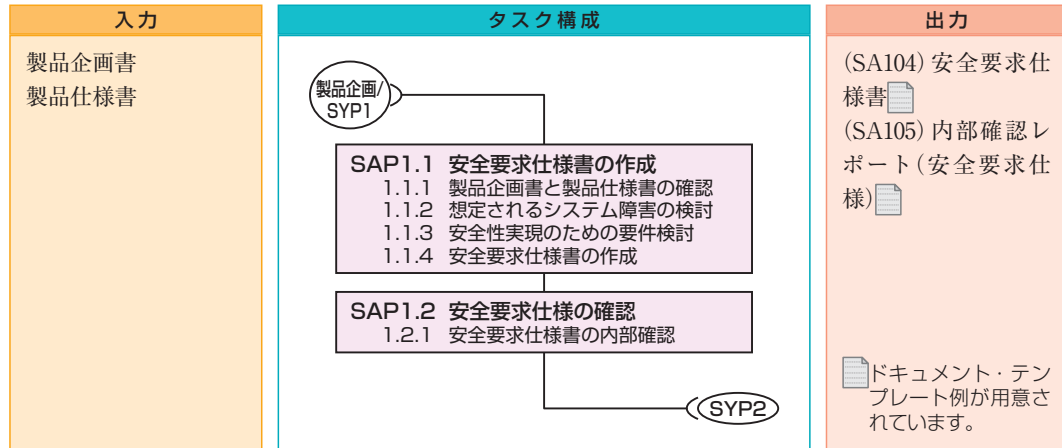 入力
製品企画書
製品仕様書
タスク構成
製品企画/
SYP1
SAP1.1 安全要求仕様書の作成
1.1.1 製品企画書と製品仕様書の確認
1.1.2 想定されるシステム障害の検討
1.1.3 安全性実現のための要件検討
1.1.4 安全要求仕様書の作成
SAP1.2 安全要求仕様の確認
1.2.1 安全要求仕様書の内部確認
SYP2
出力
(SA104)安全要求仕
様書
(SA105)内部確認レ
ポート(安全要求仕
様)
ドキュメント・テン
プレート例が用意さ
れています。